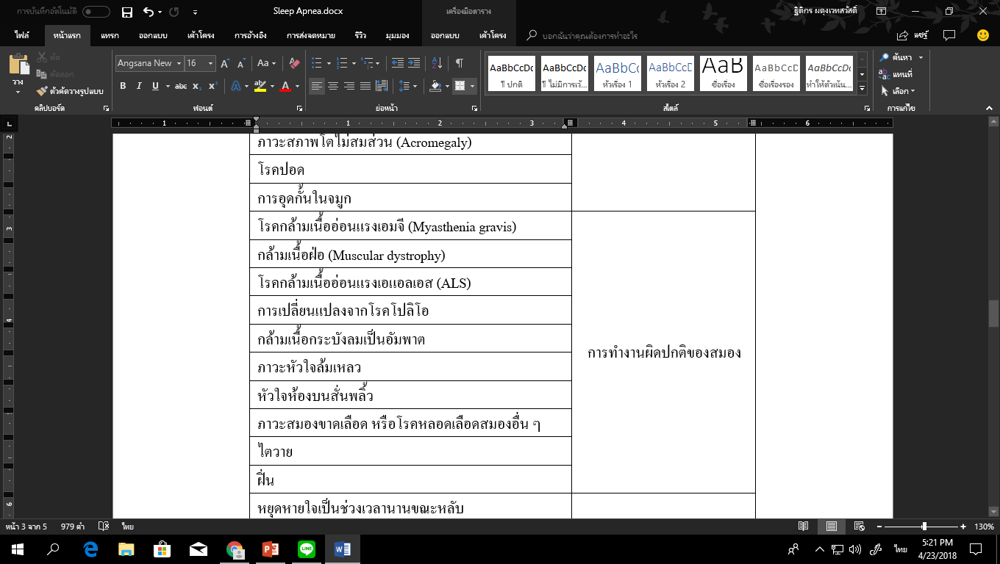 การบันทึกอัตโนมัติ
Sleep Apnea.docx
เครื่องมือตาราง
ฐิติกร ผดุงเวทสวัสดิ์
ไฟล์ หน้าแรก แทรก ออกแบบ เค้าโครง การอ้างอิง การส่งจดหมาย รีวิว มุมมอง ออกแบบ เค้าโครง บอกฉันว่าคุณต้องการทำอะไร แชร์
วาง
ตัด
คัดลอก
ตัวคัดวางรูปแบบ
คลิปบอร์ด
Angsana New 16
B I U abc x₂ x²
ฟอนต์
ย่อหน้า
AaBbCcDc AaBbCcDc AaBbCc AaBbCcD AaB AaBbCcD AaBbCcDc
¶ ปกติ ¶ ไม่มีการเว้... หัวเรื่อง 1 หัวเรื่อง 2 ชื่อเรื่อง ชื่อเรื่องรอง ทำให้ตัวเน้น...
สไตล์
ค้นหา
แทนที่
เลือก
การแก้ไข
1 1 2 3 4 5 6
2
3
4
6
ภาวะสภาพโตไม่สมส่วน (Acromegaly)
โรคปอด
การอุดกั้นในจมูก
โรคกล้ามเนื้ออ่อนแรงเอมจี (Myasthenia gravis)
กล้ามเนื้อฝ่อ (Muscular dystrophy)
โรคกล้ามเนื้ออ่อนแรงเอแอลเอส (ALS)
การเปลี่ยนแปลงจากโรคโปลิโอ
กล้ามเนื้อกระบังลมเป็นอัมพาต
การทำงานผิดปกติของสมอง
ภาวะหัวใจล้มเหลว
หัวใจห้องบนสั่นพลิ้ว
ภาวะสมองขาดเลือด หรือโรคหลอดเลือดสมองอื่น ๆ
ไตวาย
ฝิ่น
หยุดหายใจเป็นช่วงเวลานานขณะหลับ
หน้า 3 จาก 5 979 คำ ไทย 130%
ไทย
5:21 PM
4/23/2018